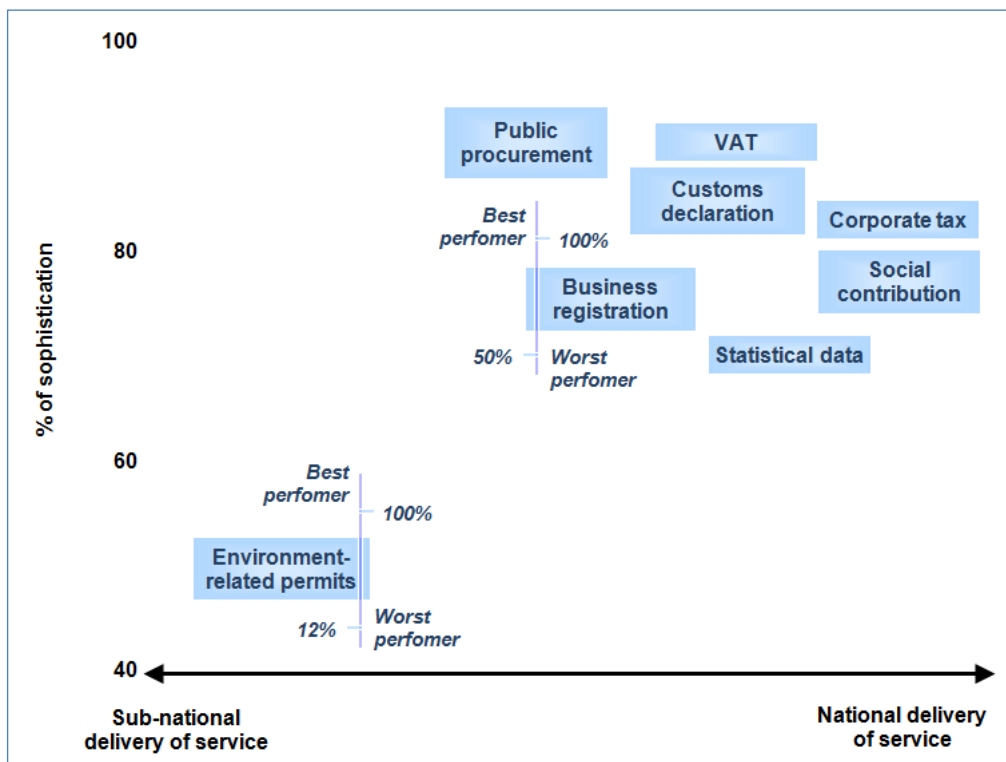 100
Public
procurement
VAT
Customs
declaration
Best
perfomer
100%
Corporate tax
80
Social
contribution
Business
registration
50%
Worst
perfomer
Statistical data
% of sophistication
60
Best
perfomer
100%
Environment-
related permits
12%
Worst
perfomer
40
Sub-national
delivery of service
National delivery
of service